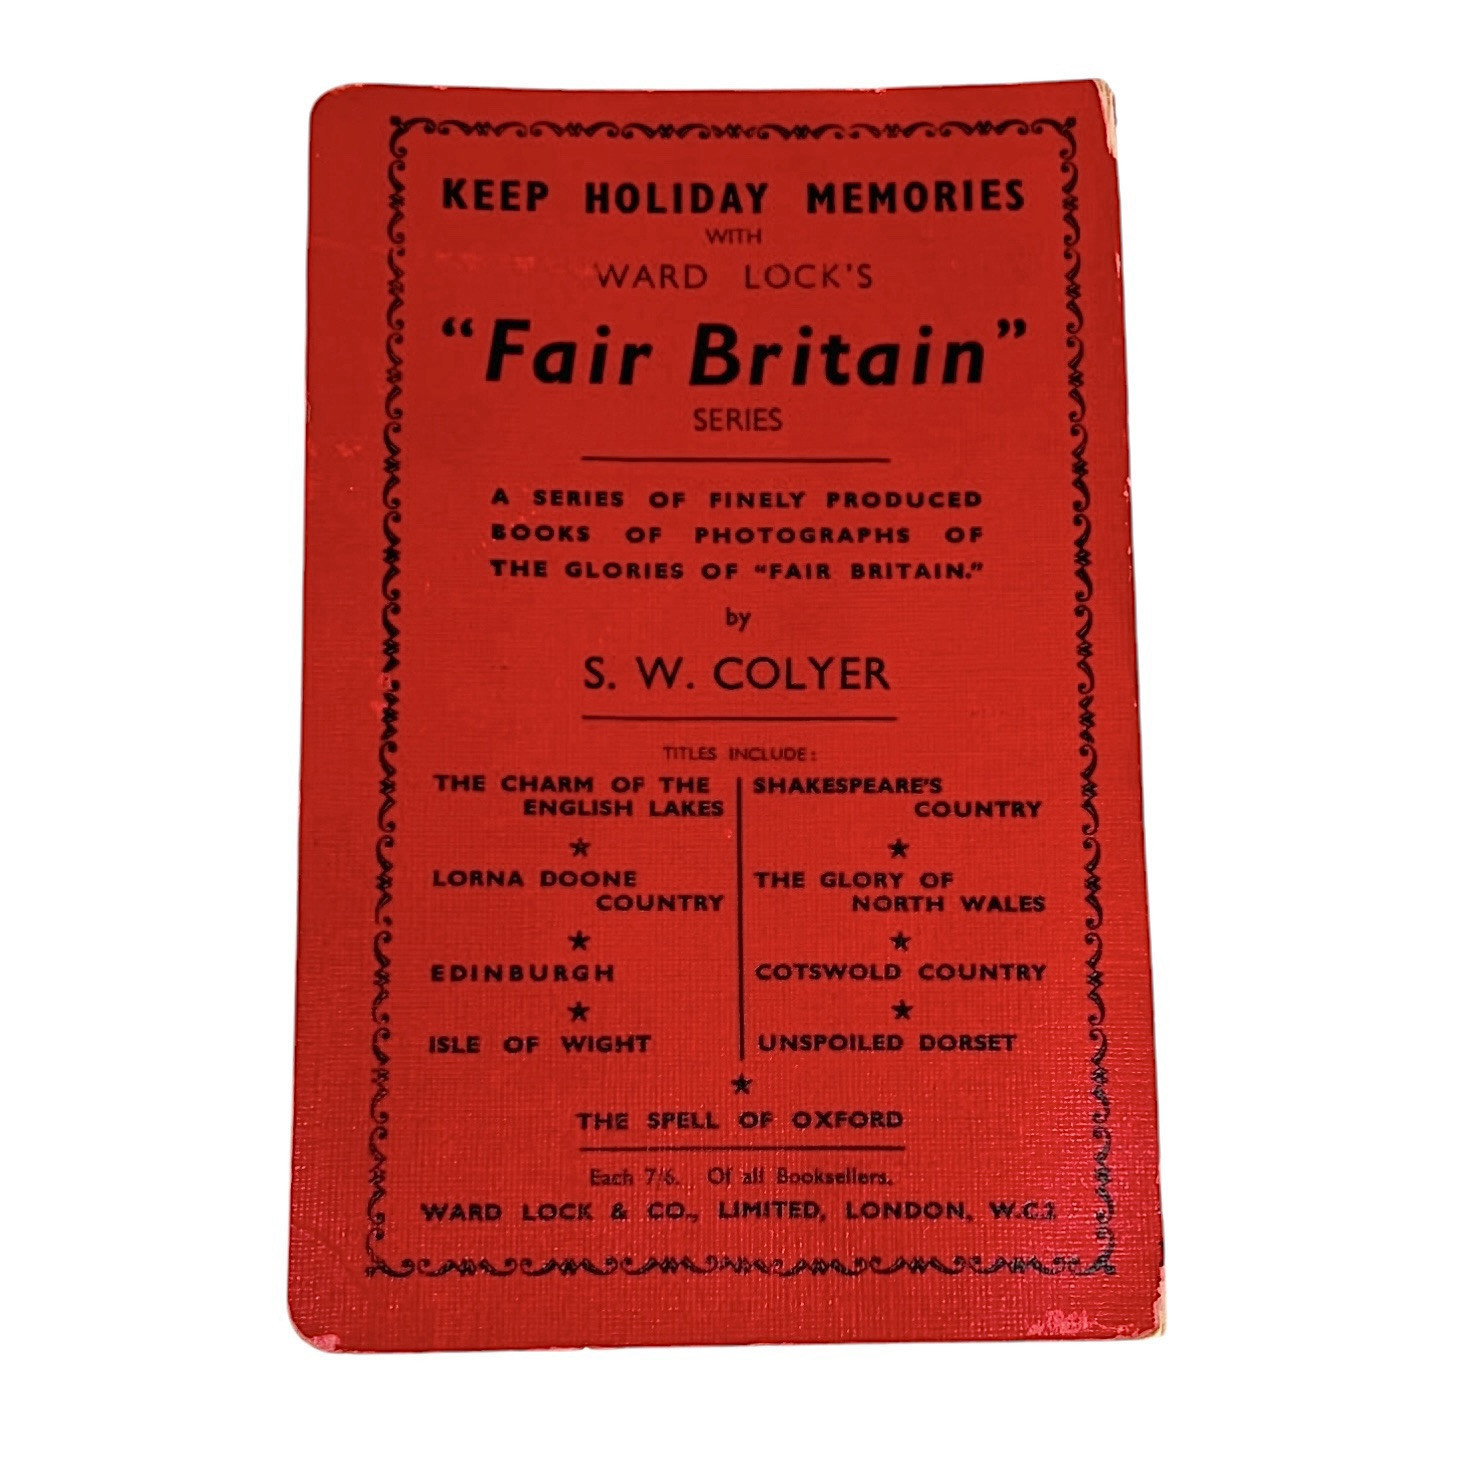 KEEP HOLIDAY MEMORIES
WITH
WARD LOCK'S
"Fair Britain"
SERIES
A SERIES OF FINELY PRODUCED
BOOKS OF PHOTOGRAPHS OF
THE GLORIES OF "FAIR BRITAIN."
by
S. W. COLYER
TITLES INCLUDE:
THE CHARM OF THE
ENGLISH LAKES
LORNA DOONE
COUNTRY
EDINBURGH
ISLE OF WIGHT
SHAKESPEARE'S
COUNTRY
THE GLORY OF
NORTH WALES
COTSWOLD COUNTRY
UNSPOILED DORSET
THE SPELL OF OXFORD
Each 7/6. Of all Booksellers.
WARD LOCK & CO., LIMITED, LONDON,